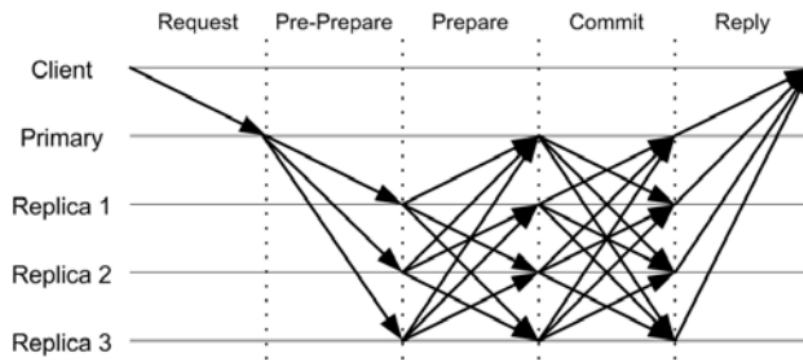 Request Pre-Prepare Prepare Commit Reply
Client
Primary
Replica 1
Replica 2
Replica 3